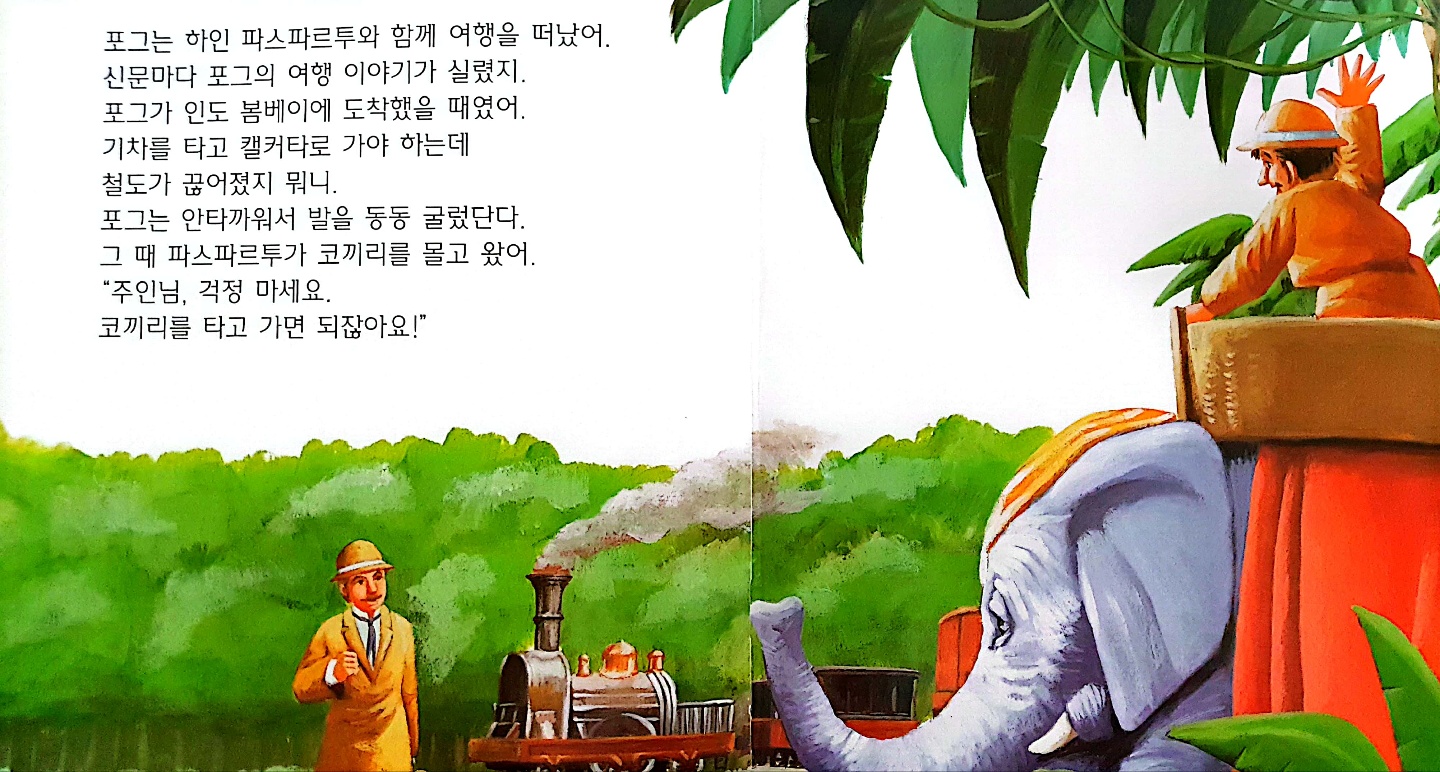 포그는 하인 파스파르투와 함께 여행을 떠났어.
신문마다 포그의 여행 이야기가 실렸지.
포그가 인도 봄베이에 도착했을 때였어.
기차를 타고 캘커타로 가야 하는데
철도가 끊어졌지 뭐니.
포그는 안타까워서 발을 동동 굴렀단다.
그 때 파스파르투가 코끼리를 몰고 왔어.
“주인님, 걱정 마세요.
코끼리를 타고 가면 되잖아요!”